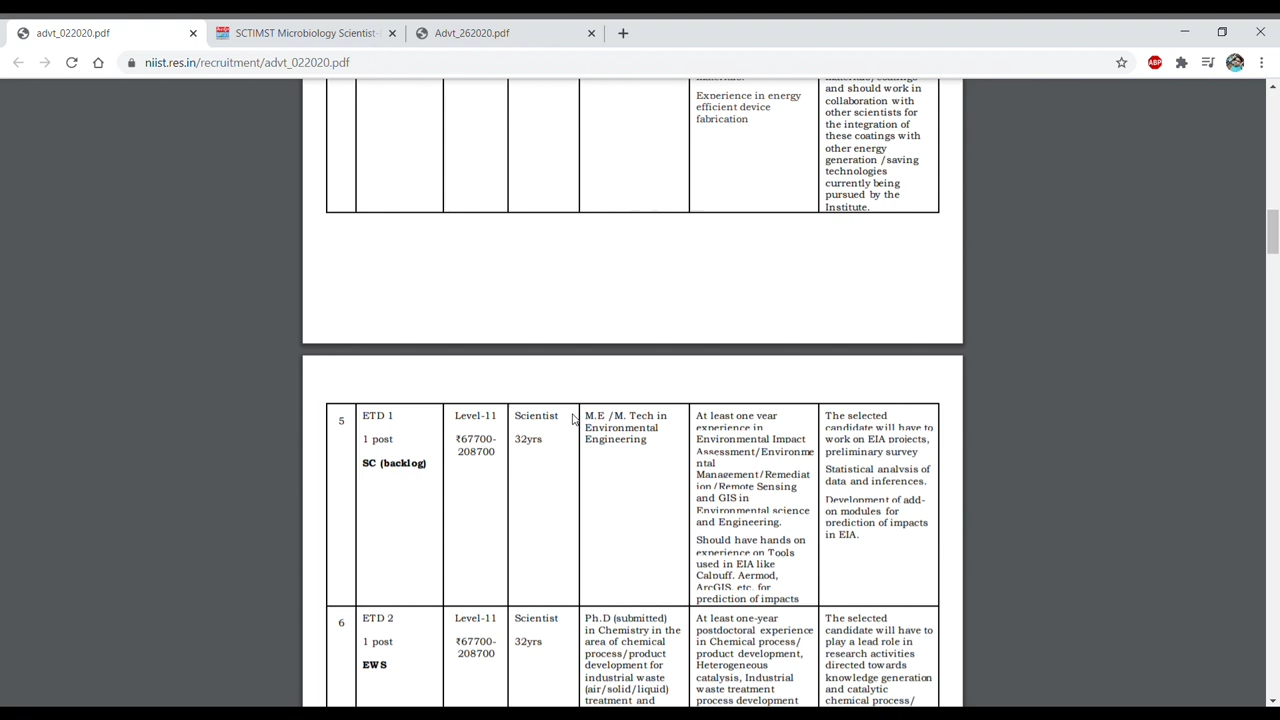 advt_022020.pdf
SCTIMST Microbiology Scientist-
Advt_262020.pdf
niist.res.in/recruitment/advt_022020.pdf
ABP
Experience in energy
efficient device
fabrication
and should work in
collaboration with
other scientists for
the integration of
these coatings with
other energy
generation /saving
technologies
currently being
pursued by the
Institute.
5
ETD 1
1 post
SC (backlog)
Level-11
₹67700-
208700
Scientist
32yrs
M.E /M. Tech in
Environmental
Engineering
At least one year
experience in
Environmental Impact
Assessment/Environme
ntal
Management/Remediat
ion/Remote Sensing
and GIS in
Environmental science
and Engineering.
Should have hands on
experience on Tools
used in EIA like
Calpuff, Aermod,
ArcGIS, etc. for
prediction of impacts
The selected
candidate will have to
work on EIA projects,
preliminary survey
Statistical analysis of
data and inferences.
Development of add-
on modules for
prediction of impacts
in EIA.
6
ETD 2
1 post
EWS
Level-11
₹67700-
208700
Scientist
32yrs
Ph.D (submitted)
in Chemistry in the
area of chemical
process/product
development for
industrial waste
(air/solid/liquid)
treatment and
At least one-year
postdoctoral experience
in Chemical process/
product development,
Heterogeneous
catalysis, Industrial
waste treatment
process development
The selected
candidate will have to
play a lead role in
research activities
directed towards
knowledge generation
and catalytic
chemical process/